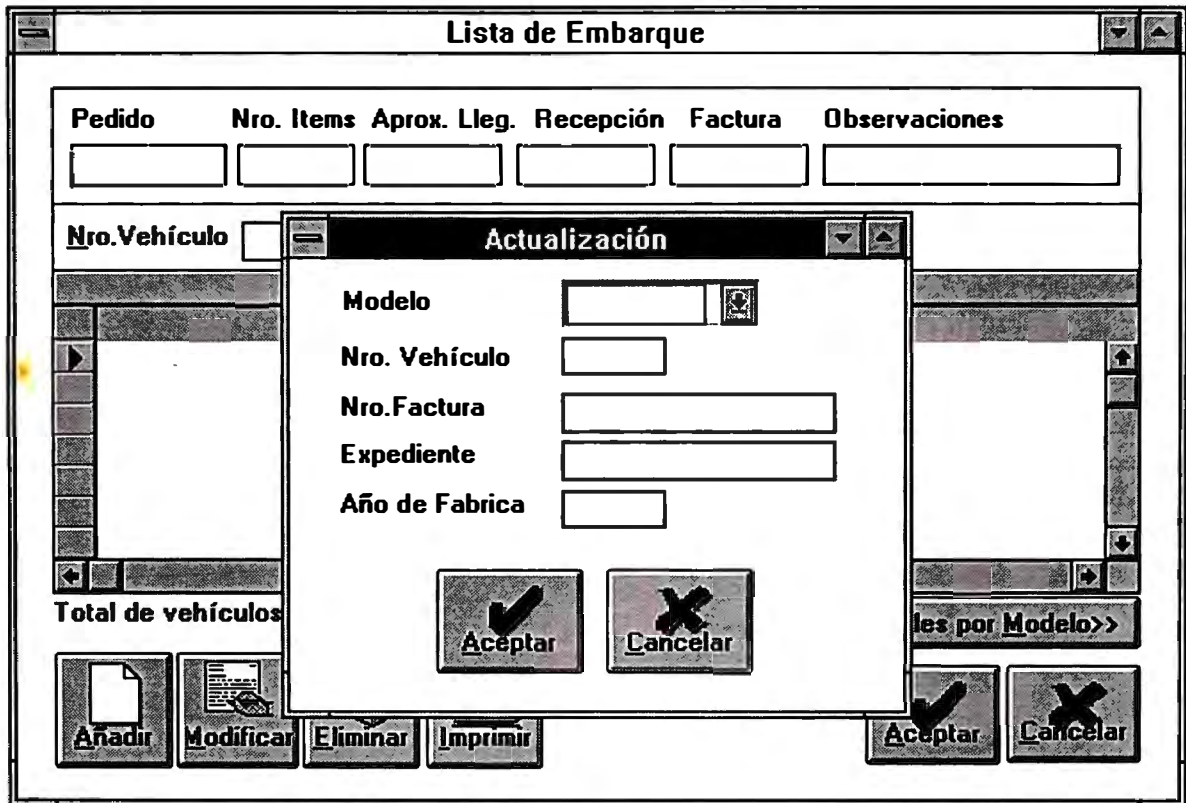 Lista de Embarque
Pedido Nro. Items Aprox. Lleg. Recepción Factura Observaciones
Nro.Vehículo
Actualización
Modelo
Nro. Vehículo
Nro.Factura
Expediente
Año de Fabrica
Aceptar Cancelar
Total de vehículos
les por Modelo>>
Añadir Modificar Eliminar Imprimir Aceptar Cancelar